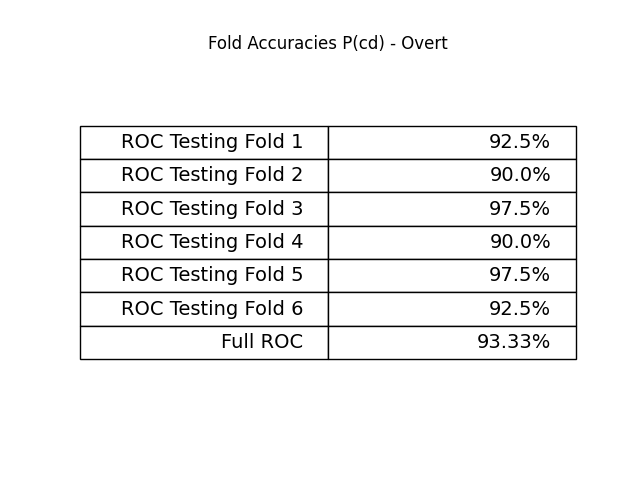 Fold Accuracies P(cd) - Overt
ROC Testing Fold 1 92.5%
ROC Testing Fold 2 90.0%
ROC Testing Fold 3 97.5%
ROC Testing Fold 4 90.0%
ROC Testing Fold 5 97.5%
ROC Testing Fold 6 92.5%
Full ROC 93.33%